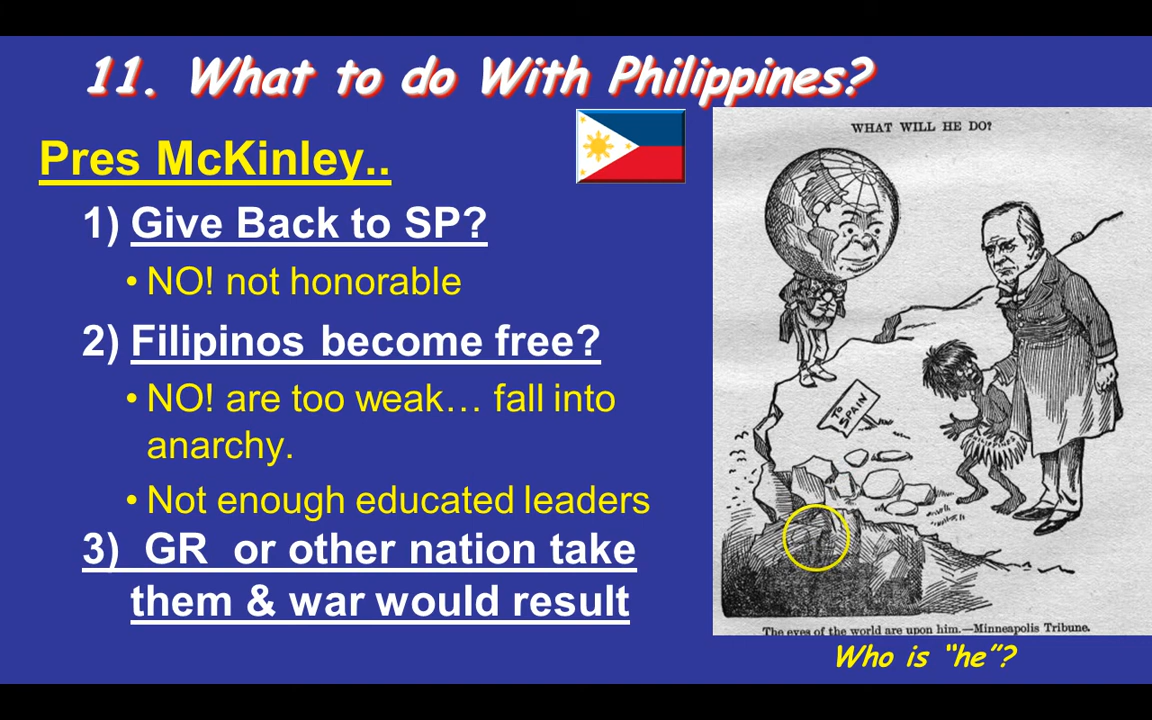 11. What to do With Philippines?
Pres McKinley..
1) Give Back to SP?
• NO! not honorable
2) Filipinos become free?
• NO! are too weak… fall into
anarchy.
• Not enough educated leaders
3) GR or other nation take
them & war would result
WHAT WILL HE DO?
TO
SPAIN
The eyes of the world are upon him.—Minneapolis Tribune.
Who is "he"?